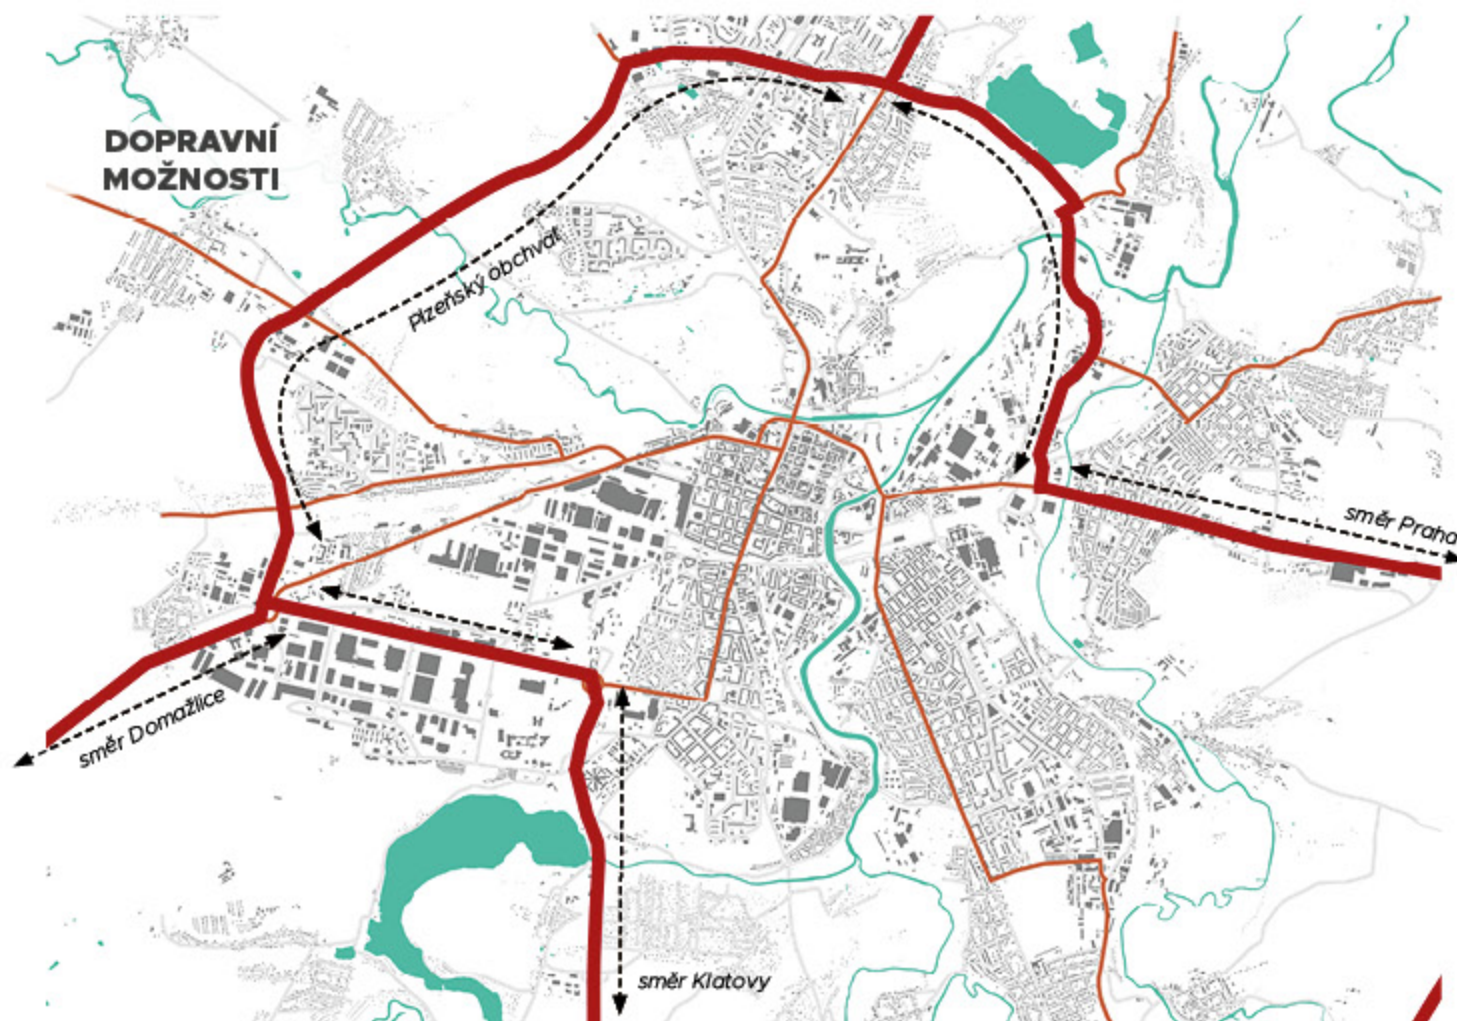 DOPRAVNÍ
MOŽNOSTI
Plzeňský obchvat
směr Praha
směr Domažlice
směr Klatovy